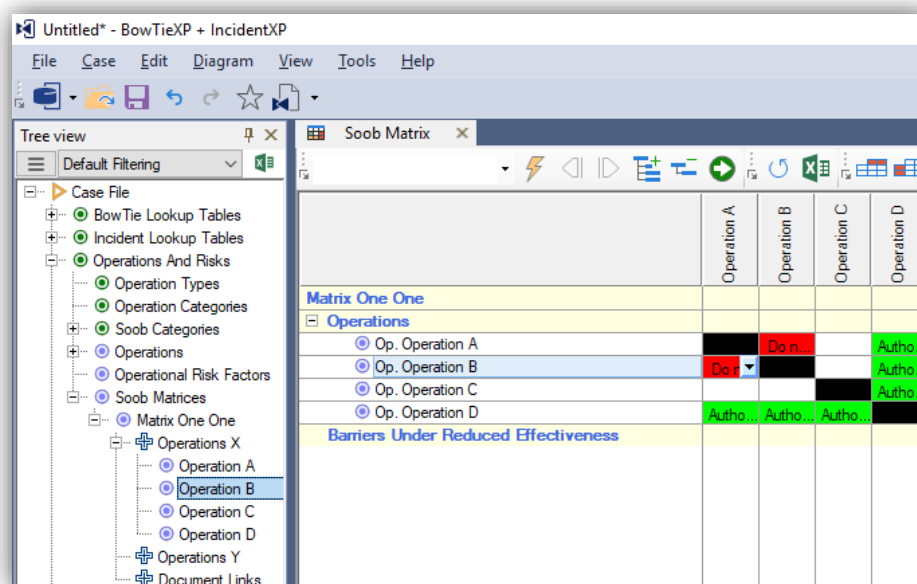 Untitled* - BowTieXP + IncidentXP
File Case Edit Diagram View Tools Help
Tree view
Default Filtering
Case File
BowTie Lookup Tables
Incident Lookup Tables
Operations And Risks
Operation Types
Operation Categories
Soob Categories
Operations
Operational Risk Factors
Soob Matrices
Matrix One One
Operations X
Operation A
Operation B
Operation C
Operation D
Operations Y
Document Links
Soob Matrix
Operation A
Operation B
Operation C
Operation D
Matrix One One
Operations
Op. Operation A Do n... Autho
Op. Operation B Do n Autho
Op. Operation C Autho
Op. Operation D Autho... Autho... Autho...
Barriers Under Reduced Effectiveness